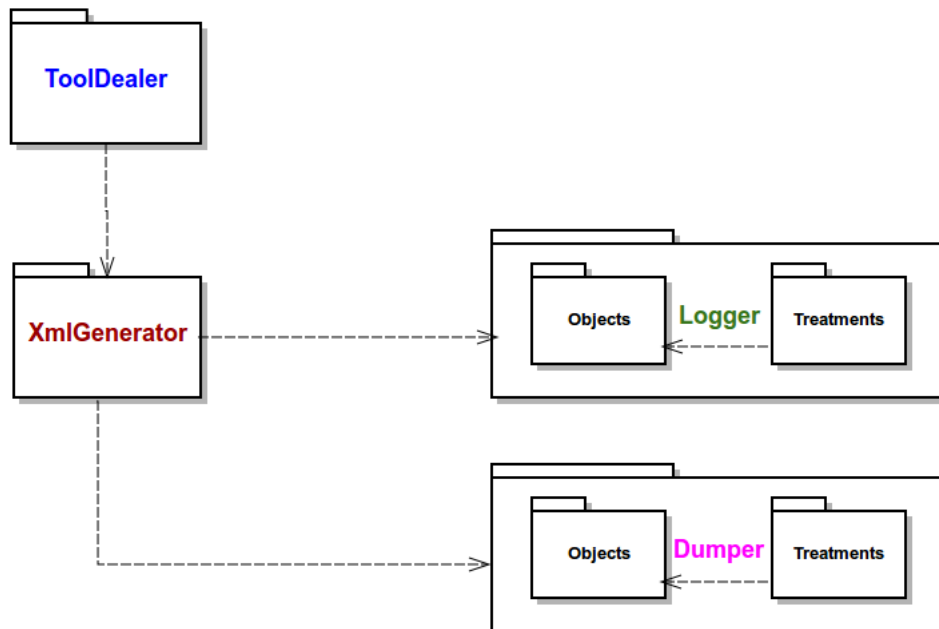 ToolDealer
XmlGenerator
Objects
Logger
Treatments
Objects
Dumper
Treatments